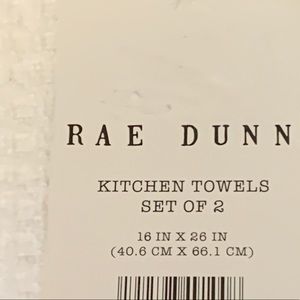 RAE DUNN
KITCHEN TOWELS
SET OF 2
16 IN X 26 IN
(40.6 CM X 66.1 CM)